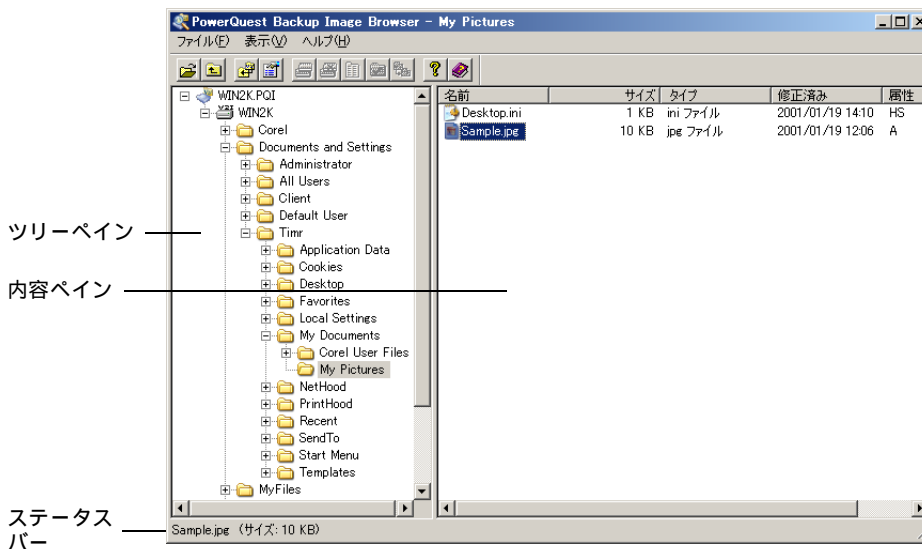 PowerQuest Backup Image Browser - My Pictures
ファイル(F) 表示(V) ヘルプ(H)
WIN2K.PQI
WIN2K
Corel
Documents and Settings
Administrator
All Users
Client
Default User
Timr
Application Data
Cookies
Desktop
Favorites
Local Settings
My Documents
Corel User Files
My Pictures
NetHood
PrintHood
Recent
SendTo
Start Menu
Templates
MyFiles
名前 サイズ タイプ 修正済み 属性
Desktop.ini 1 KB ini ファイル 2001/01/19 14:10 HS
Sample.jpg 10 KB jpg ファイル 2001/01/19 12:06 A
ツリーペイン
内容ペイン
ステータス
バー
Sample.jpg (サイズ: 10 KB)